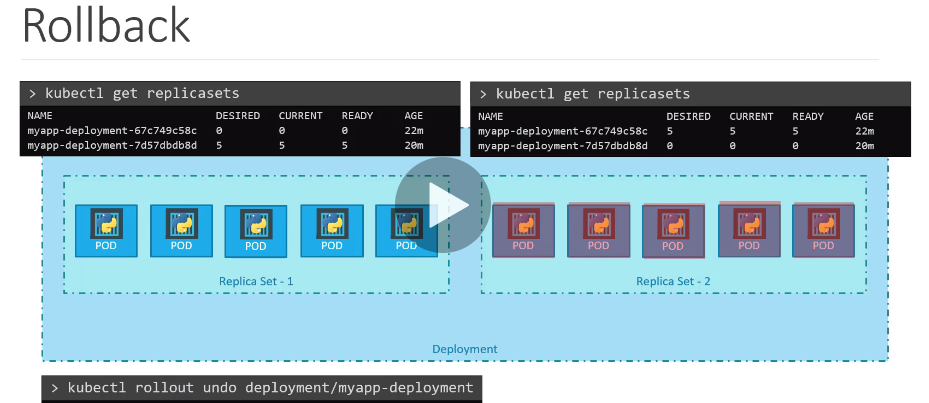 Rollback
> kubectl get replicasets
NAME DESIRED CURRENT READY AGE
myapp-deployment-67c749c58c 0 0 0 22m
myapp-deployment-7d57dbdb8d 5 5 5 20m
> kubectl get replicasets
NAME DESIRED CURRENT READY AGE
myapp-deployment-67c749c58c 5 5 5 22m
myapp-deployment-7d57dbdb8d 0 0 0 20m
POD POD POD POD POD
Replica Set - 1
POD POD POD POD POD
Replica Set - 2
Deployment
> kubectl rollout undo deployment/myapp-deployment